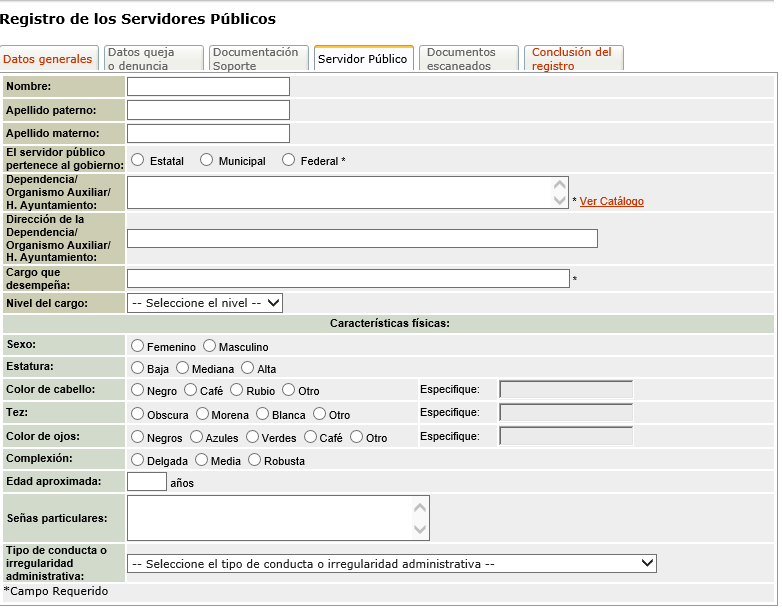 Registro de los Servidores Públicos
Datos generales
Datos queja
o denuncia
Documentación
Soporte
Servidor Público
Documentos
escaneados
Conclusión del
registro
Nombre:
Apellido paterno:
Apellido materno:
El servidor público
pertenece al gobierno:
Estatal Municipal Federal *
Dependencia/
Organismo Auxiliar/
H. Ayuntamiento:
* Ver Catálogo
Dirección de la
Dependencia/
Organismo Auxiliar/
H. Ayuntamiento:
Cargo que
desempeña:
*
Nivel del cargo: -- Seleccione el nivel --
Características físicas:
Sexo: Femenino Masculino
Estatura: Baja Mediana Alta
Color de cabello: Negro Café Rubio Otro Especifique:
Tez: Obscura Morena Blanca Otro Especifique:
Color de ojos: Negros Azules Verdes Café Otro Especifique:
Complexión: Delgada Media Robusta
Edad aproximada: años
Señas particulares:
Tipo de conducta o
irregularidad
administrativa:
-- Seleccione el tipo de conducta o irregularidad administrativa --
*Campo Requerido